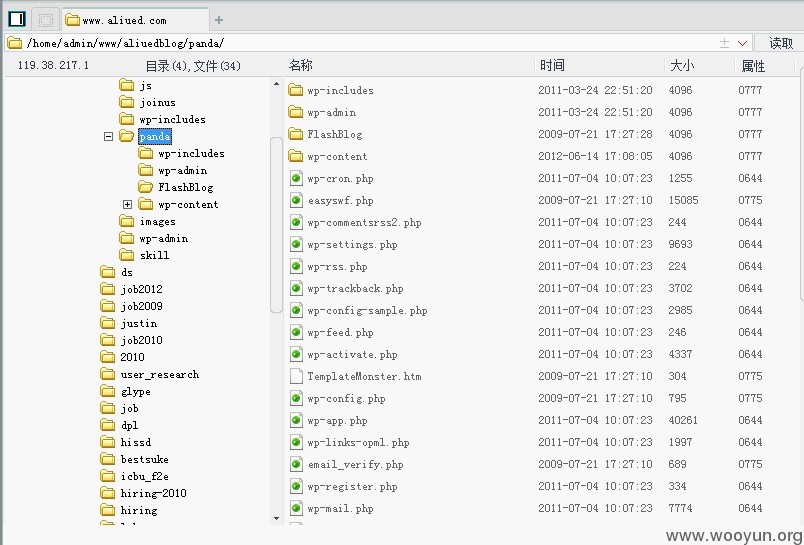 www.aliued.com
/home/admin/www/aliuedblog/panda/ 读取
119.38.217.1 目录(4),文件(34) 名称 时间 大小 属性
js
joinus
wp-includes
panda
wp-includes
wp-admin
FlashBlog
wp-content
images
wp-admin
skill
ds
job2012
job2009
justin
job2010
2010
user_research
glype
job
dpl
hissd
bestsuke
icbu_f2e
hiring-2010
hiring
wp-includes 2011-03-24 22:51:20 4096 0777
wp-admin 2011-03-24 22:51:20 4096 0777
FlashBlog 2009-07-21 17:27:28 4096 0777
wp-content 2012-06-14 17:08:05 4096 0777
wp-cron.php 2011-07-04 10:07:23 1255 0644
easyswf.php 2009-07-21 17:27:10 15085 0775
wp-commentsrss2.php 2011-07-04 10:07:23 244 0644
wp-settings.php 2011-07-04 10:07:23 9693 0644
wp-rss.php 2011-07-04 10:07:23 224 0644
wp-trackback.php 2011-07-04 10:07:23 3702 0644
wp-config-sample.php 2011-07-04 10:07:23 2985 0644
wp-feed.php 2011-07-04 10:07:23 246 0644
wp-activate.php 2011-07-04 10:07:23 4337 0644
TemplateMonster.htm 2009-07-21 17:27:10 304 0775
wp-config.php 2009-07-21 17:27:10 795 0775
wp-app.php 2011-07-04 10:07:23 40261 0644
wp-links-opml.php 2011-07-04 10:07:23 1997 0644
email_verify.php 2009-07-21 17:27:10 689 0775
wp-register.php 2011-07-04 10:07:23 334 0644
wp-mail.php 2011-07-04 10:07:23 7774 0644
www.wooyun.org